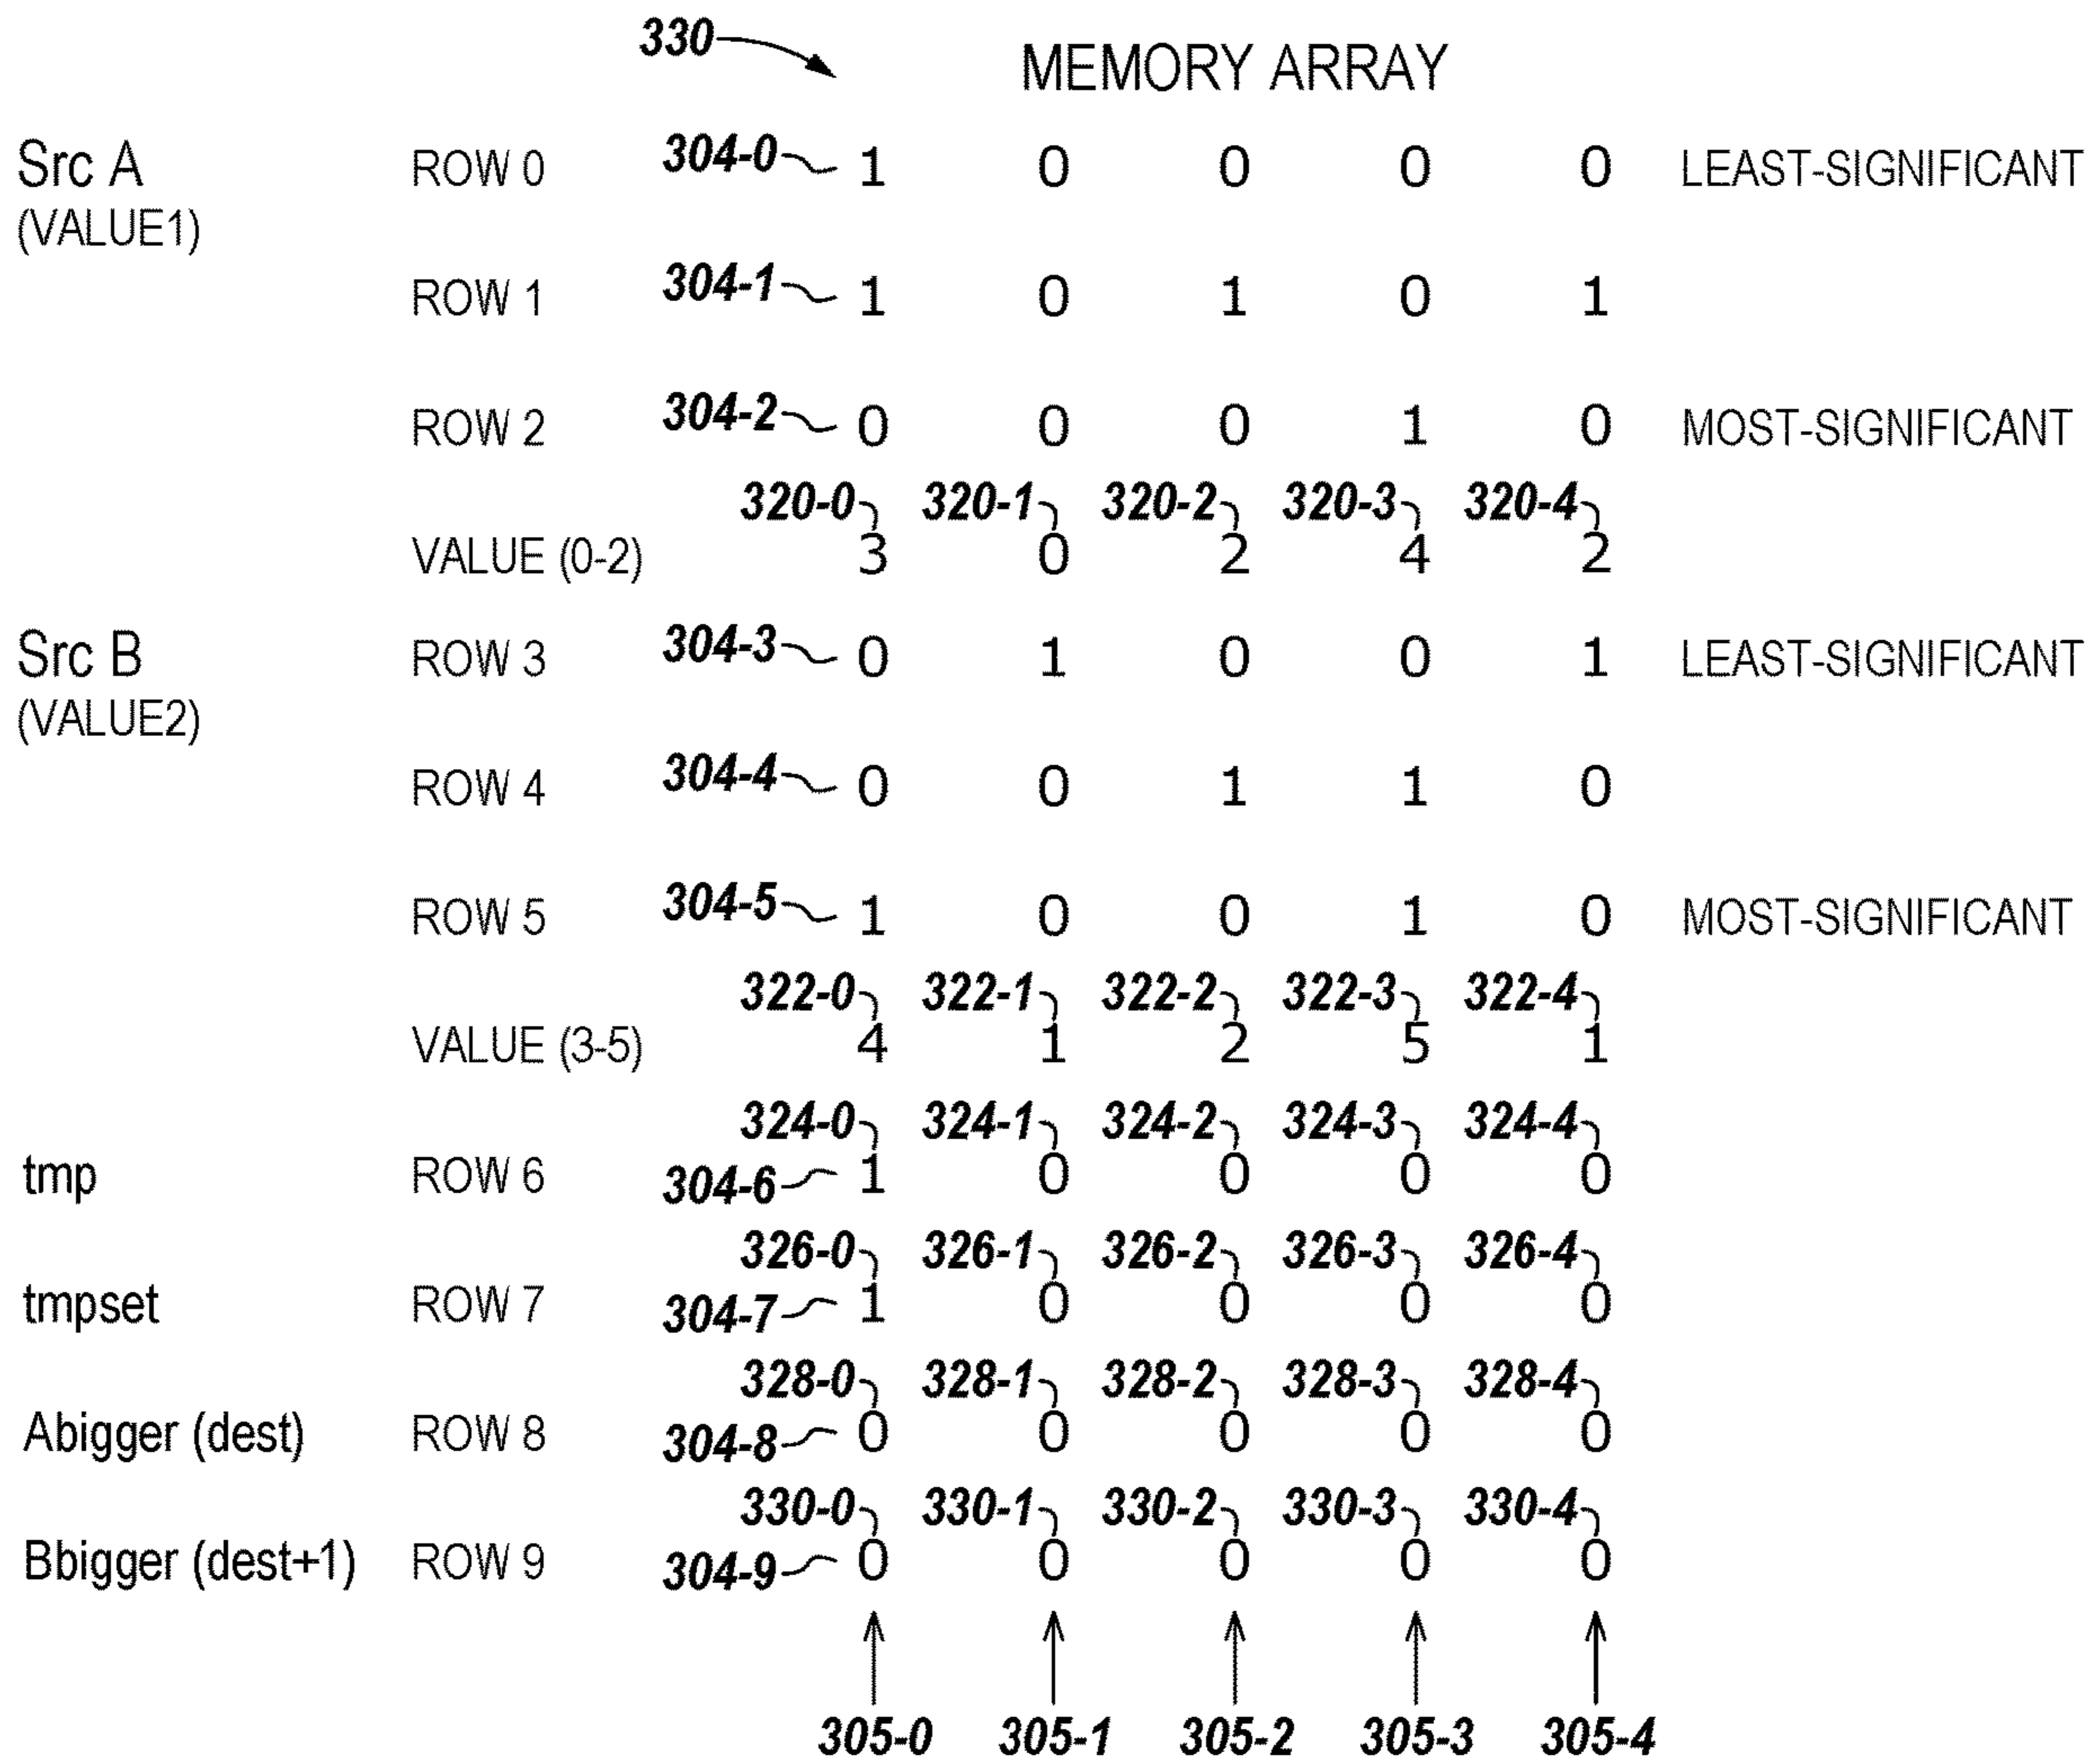 330 MEMORY ARRAY
Src A ROW 0 304-0 1 0 0 0 0 LEAST-SIGNIFICANT
(VALUE1)
ROW 1 304-1 1 0 1 0 1
ROW 2 304-2 0 0 0 1 0 MOST-SIGNIFICANT
320-0 320-1 320-2 320-3 320-4
VALUE (0-2) 3 0 2 4 2
Src B ROW 3 304-3 0 1 0 0 1 LEAST-SIGNIFICANT
(VALUE2)
ROW 4 304-4 0 0 1 1 0
ROW 5 304-5 1 0 0 1 0 MOST-SIGNIFICANT
322-0 322-1 322-2 322-3 322-4
VALUE (3-5) 4 1 2 5 1
324-0 324-1 324-2 324-3 324-4
tmp ROW 6 304-6 1 0 0 0 0
326-0 326-1 326-2 326-3 326-4
tmpset ROW 7 304-7 1 0 0 0 0
328-0 328-1 328-2 328-3 328-4
Abigger (dest) ROW 8 304-8 0 0 0 0 0
330-0 330-1 330-2 330-3 330-4
Bbigger (dest+1) ROW 9 304-9 0 0 0 0 0
305-0 305-1 305-2 305-3 305-4